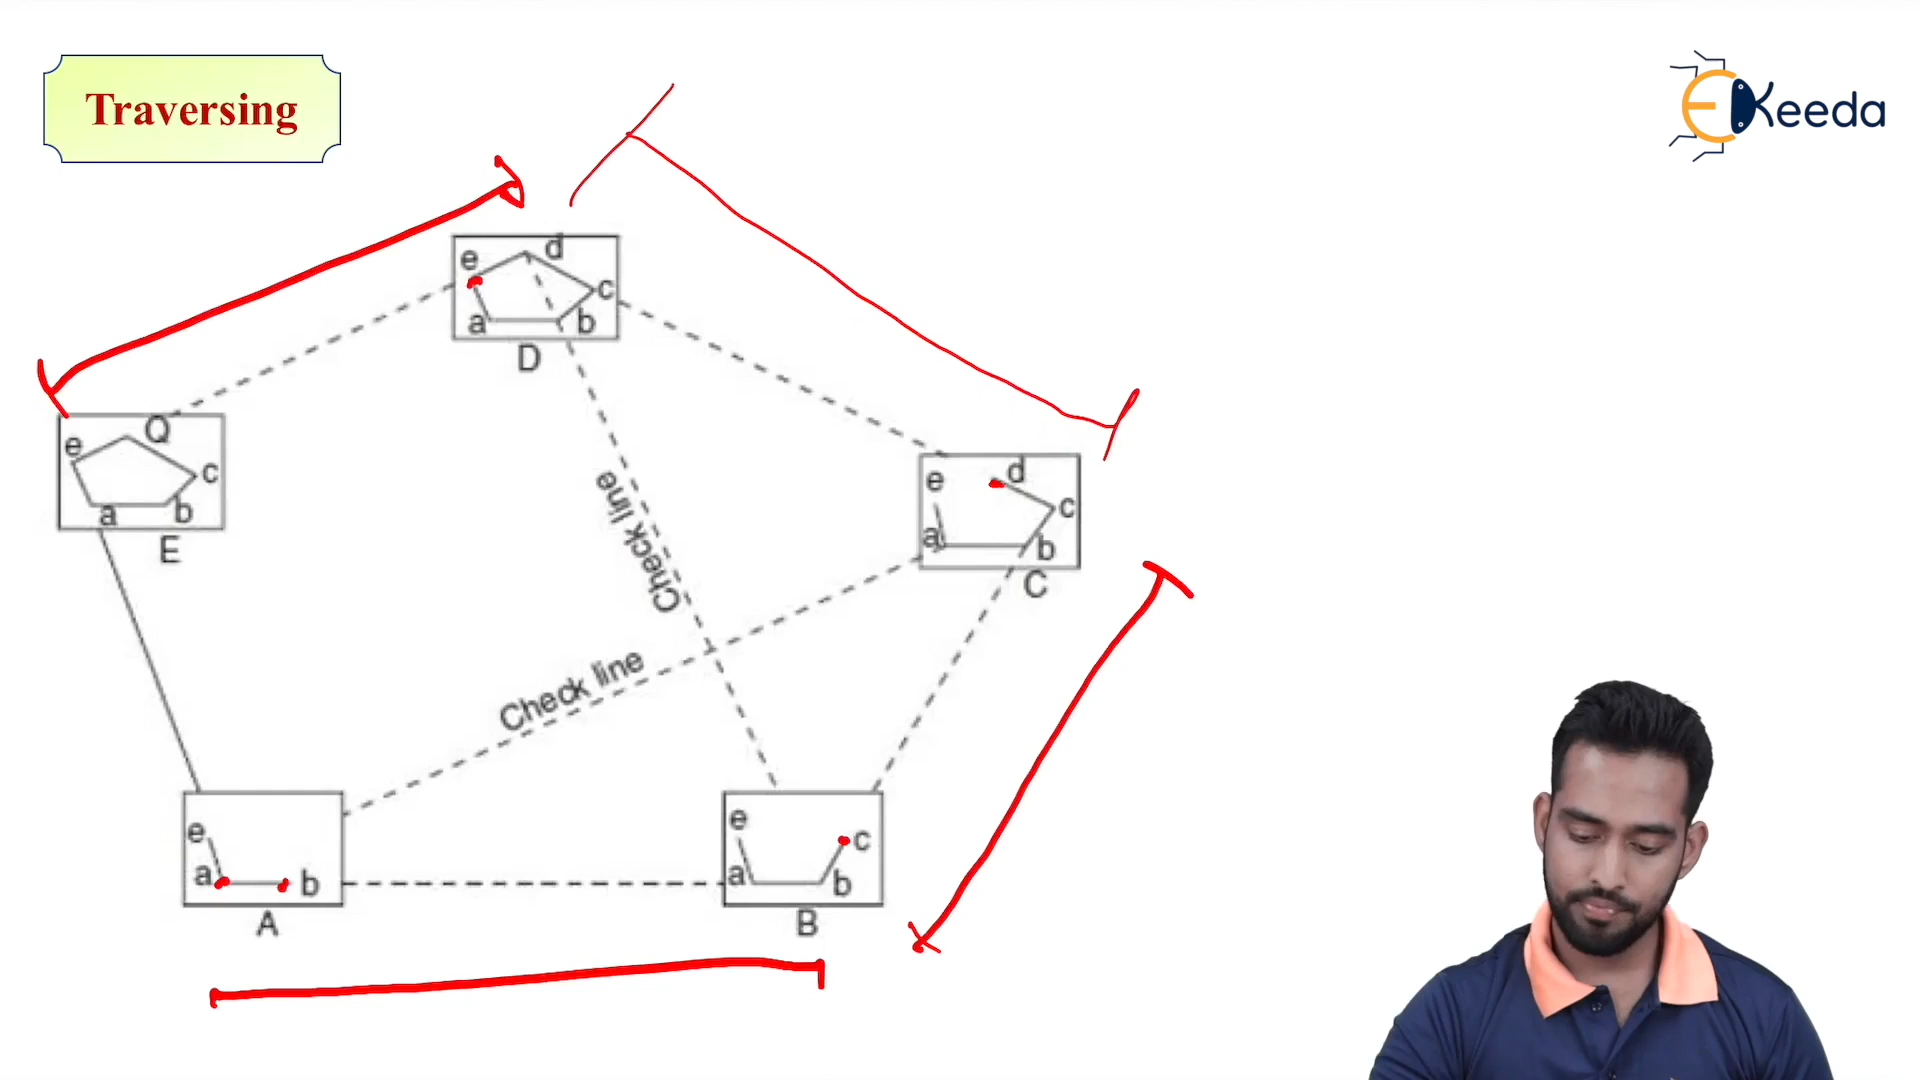 Traversing
EKeeda
e d
c
a b
D
e Q
c
a b
E
e d
c
a b
C
Check line
Check line
e
a b
A
e
c
a b
B